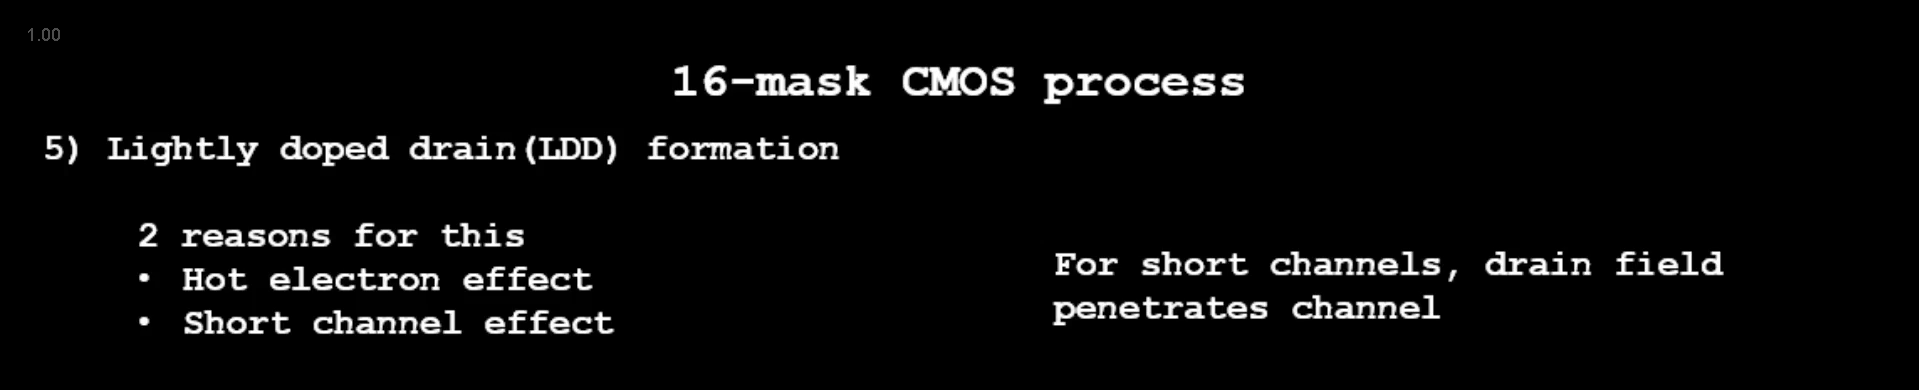 1.00
16-mask CMOS process
5) Lightly doped drain(LDD) formation
2 reasons for this
• Hot electron effect
• Short channel effect
For short channels, drain field
penetrates channel